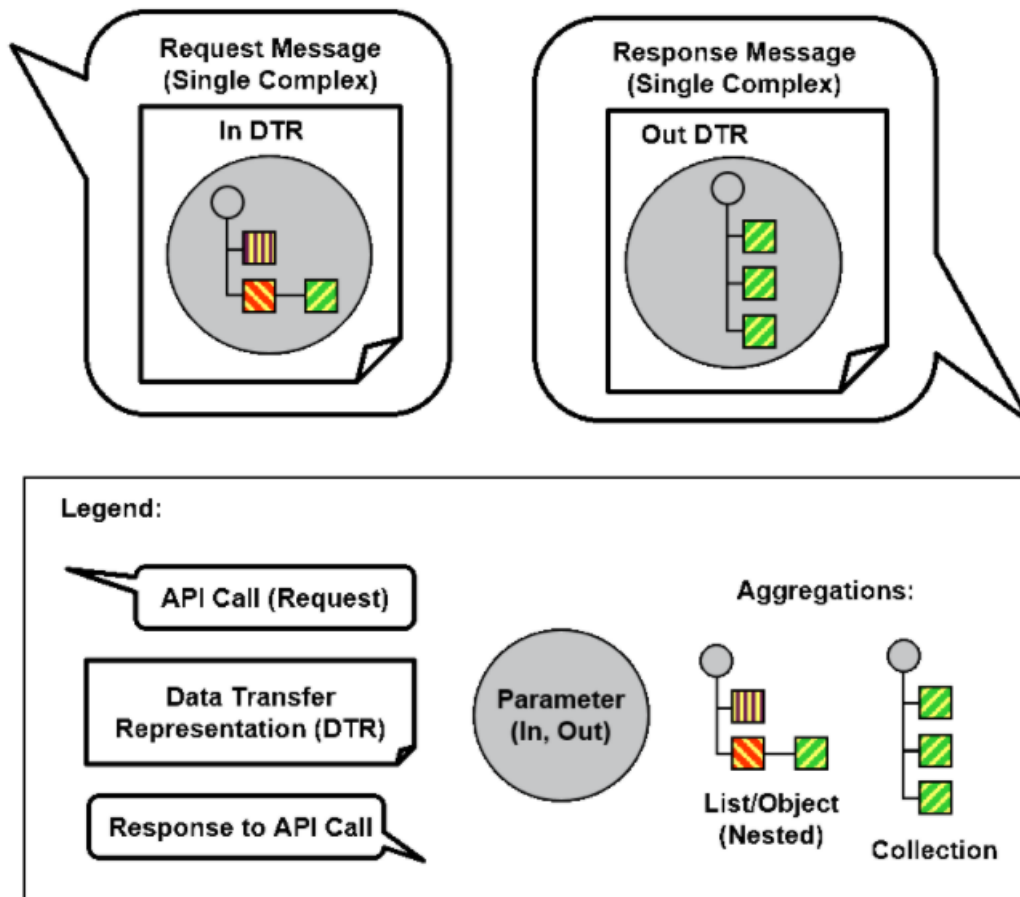 Request Message
(Single Complex)
In DTR
Response Message
(Single Complex)
Out DTR
Legend:
API Call (Request)
Data Transfer
Representation (DTR)
Response to API Call
Parameter
(In, Out)
Aggregations:
List/Object
(Nested)
Collection